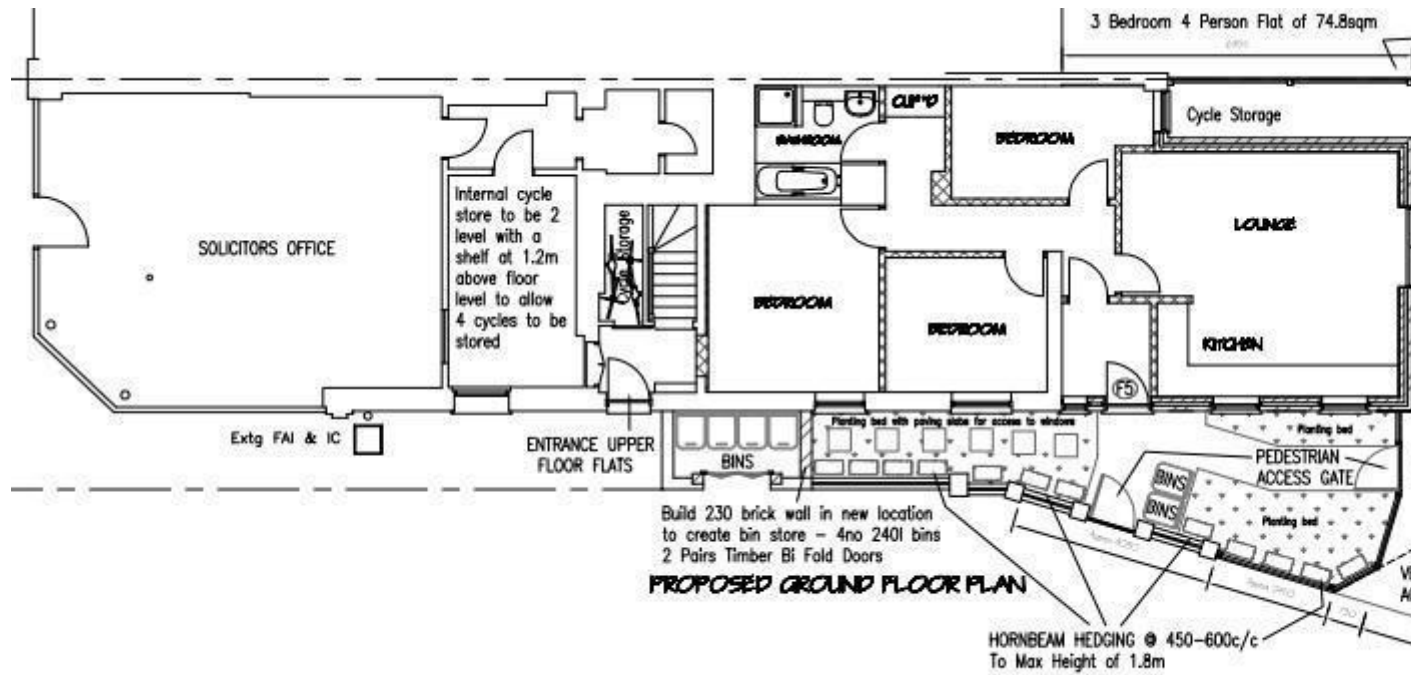 3 Bedroom 4 Person Flat of 74.8sqm
Cycle Storage
CUP'D
BATHROOM
BEDROOM
LOUNGE
KITCHEN
BEDROOM
BEDROOM
SOLICITORS OFFICE
Internal cycle
store to be 2
level with a
shelf at 1.2m
above floor
level to allow
4 cycles to be
stored
Cycle Storage
F5
Extg FAI & IC
ENTRANCE UPPER
FLOOR FLATS
BINS
Planting bed with paving slabs for access to windows
Planting bed
PEDESTRIAN
ACCESS GATE
BINS
BINS
Planting bed
Build 230 brick wall in new location
to create bin store - 4no 240l bins
2 Pairs Timber Bi Fold Doors
PROPOSED GROUND FLOOR PLAN
HORNBEAM HEDGING @ 450-600c/c
To Max Height of 1.8m
750